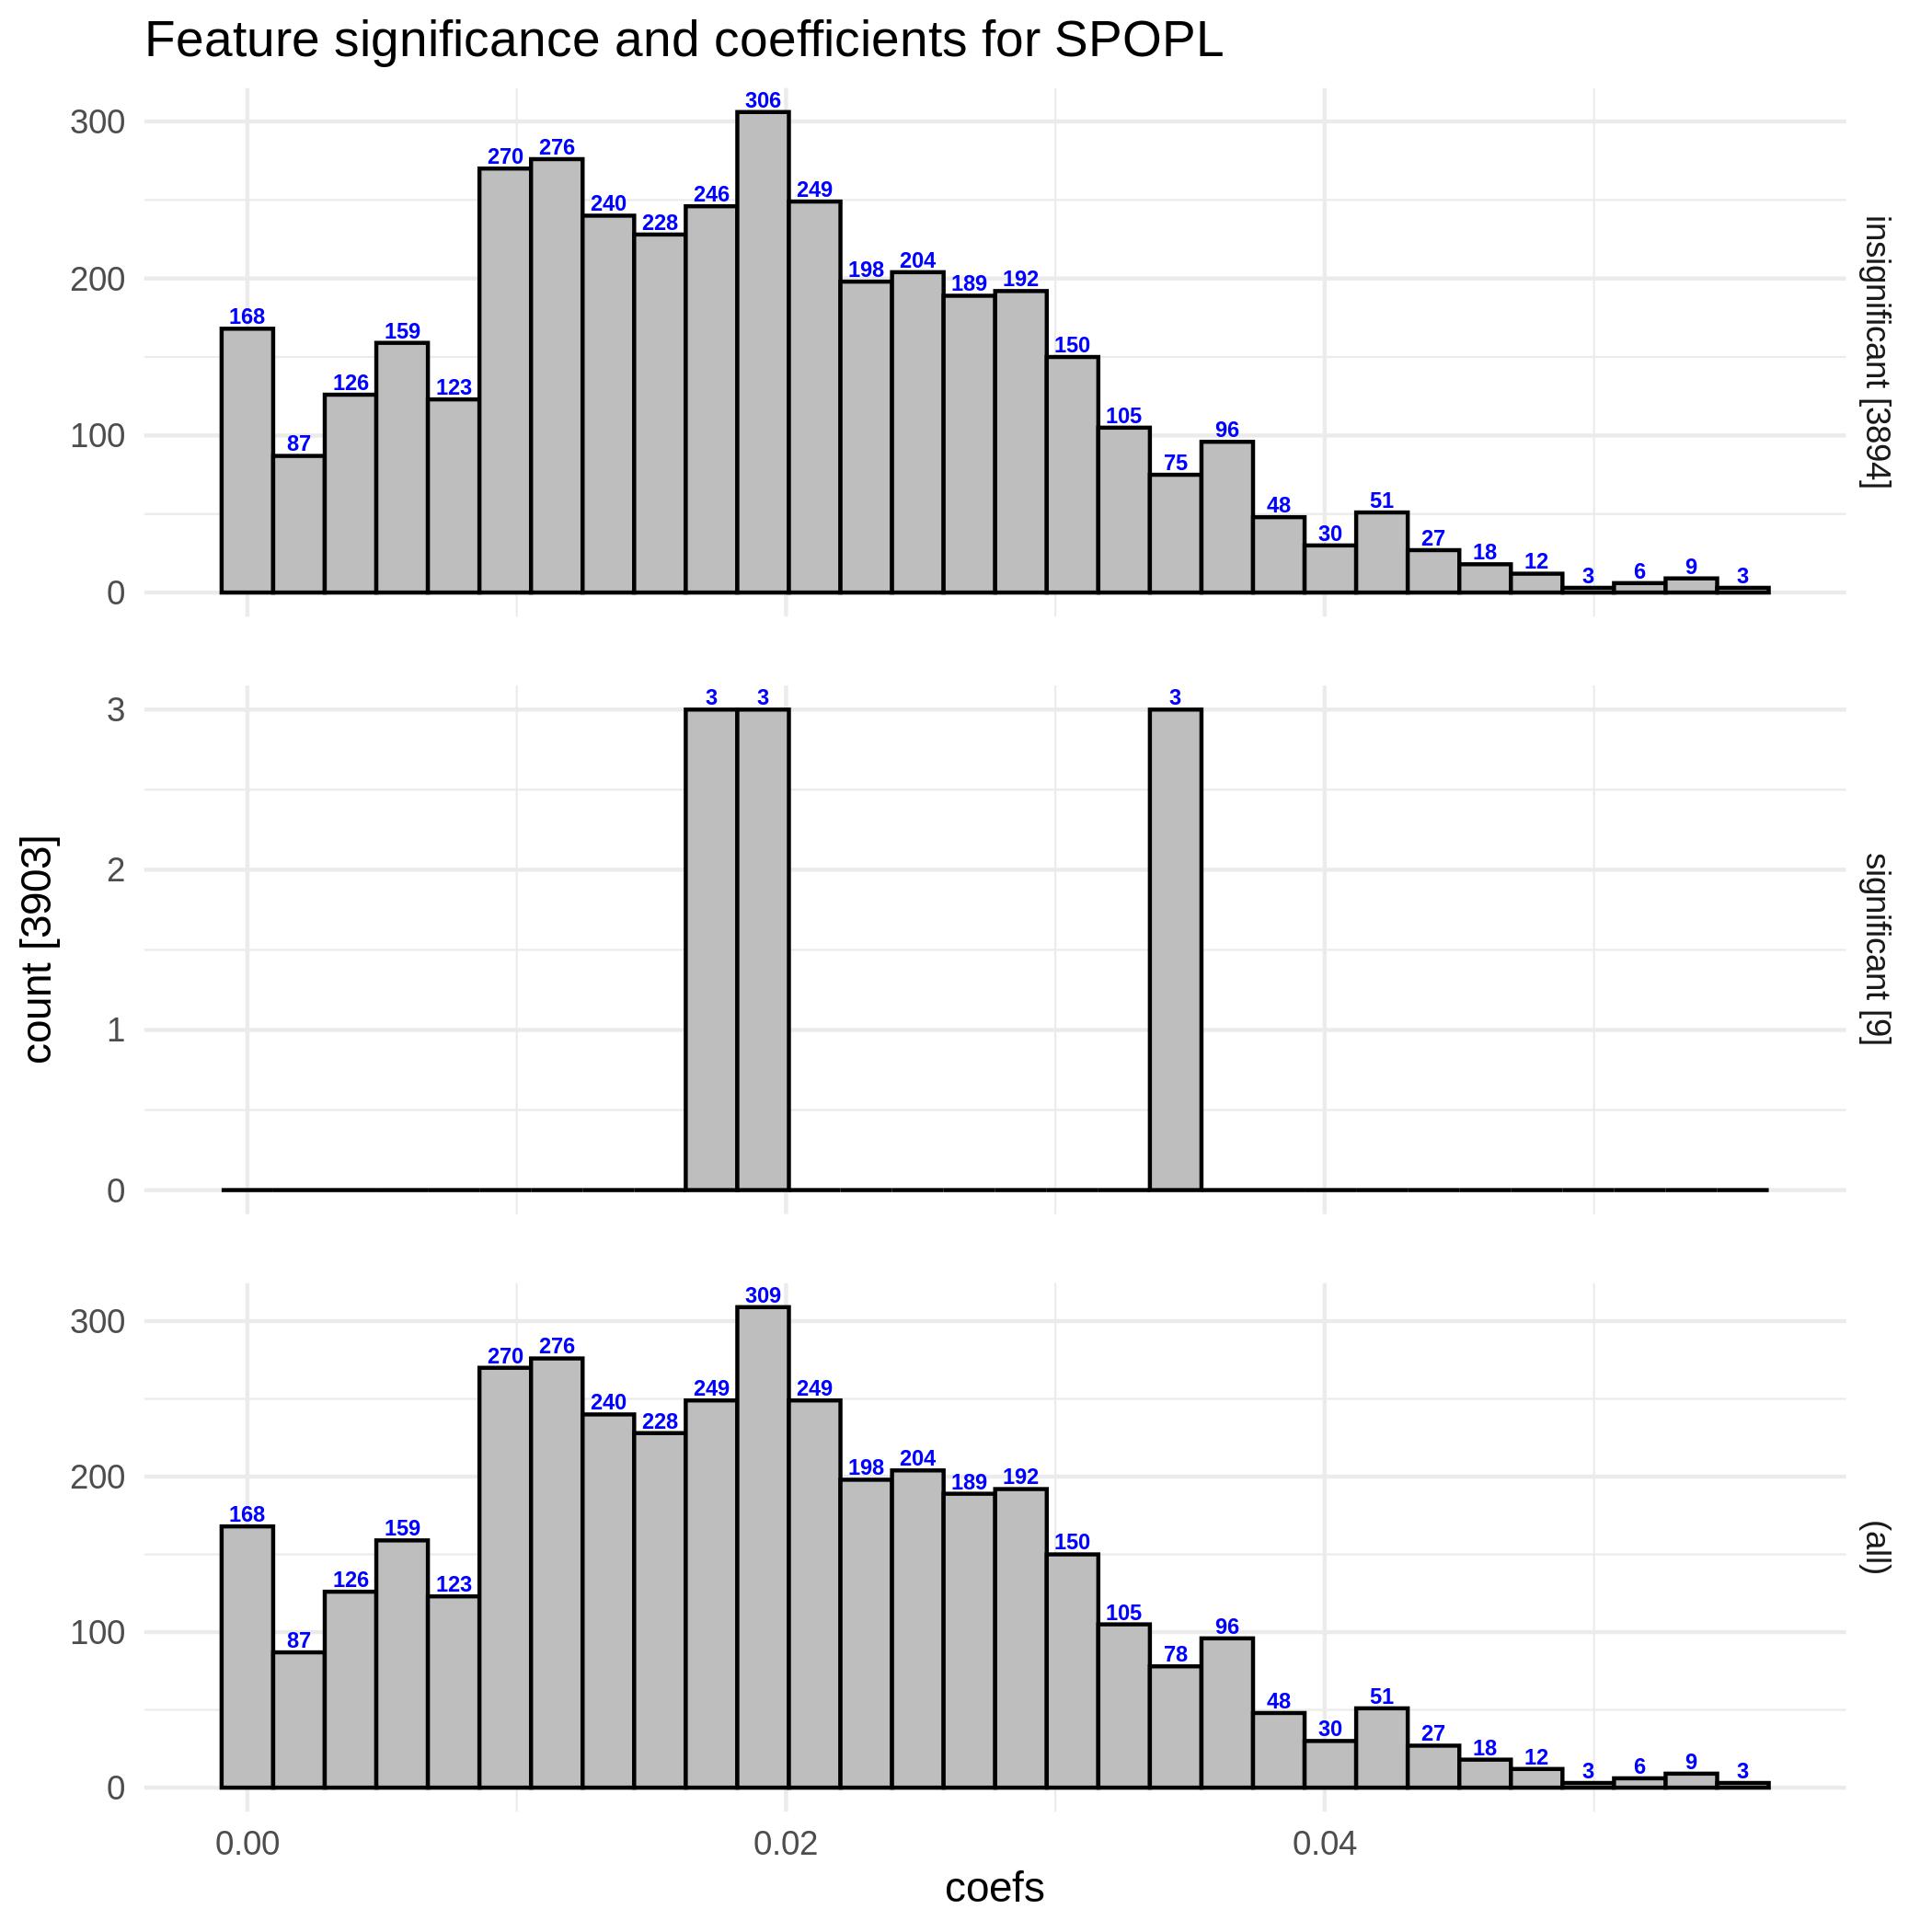 Feature significance and coefficients for SPOPL
306
300
270 276
240 228 246 249
198 204 189 192
200
168 159 150
126 123
105
100
87 75 96
48 30 51 27 18 12 3 6 9 3
0
insignificant [3894]
3 3 3
3
2
1
0
significant [9]
count [3903]
309
300
270 276
240 228 249 249
198 204 189 192
200
168 159 150
126 123
105
100
87 78 96
48 30 51 27 18 12 3 6 9 3
0
(all)
0.00 0.02 0.04
coefs